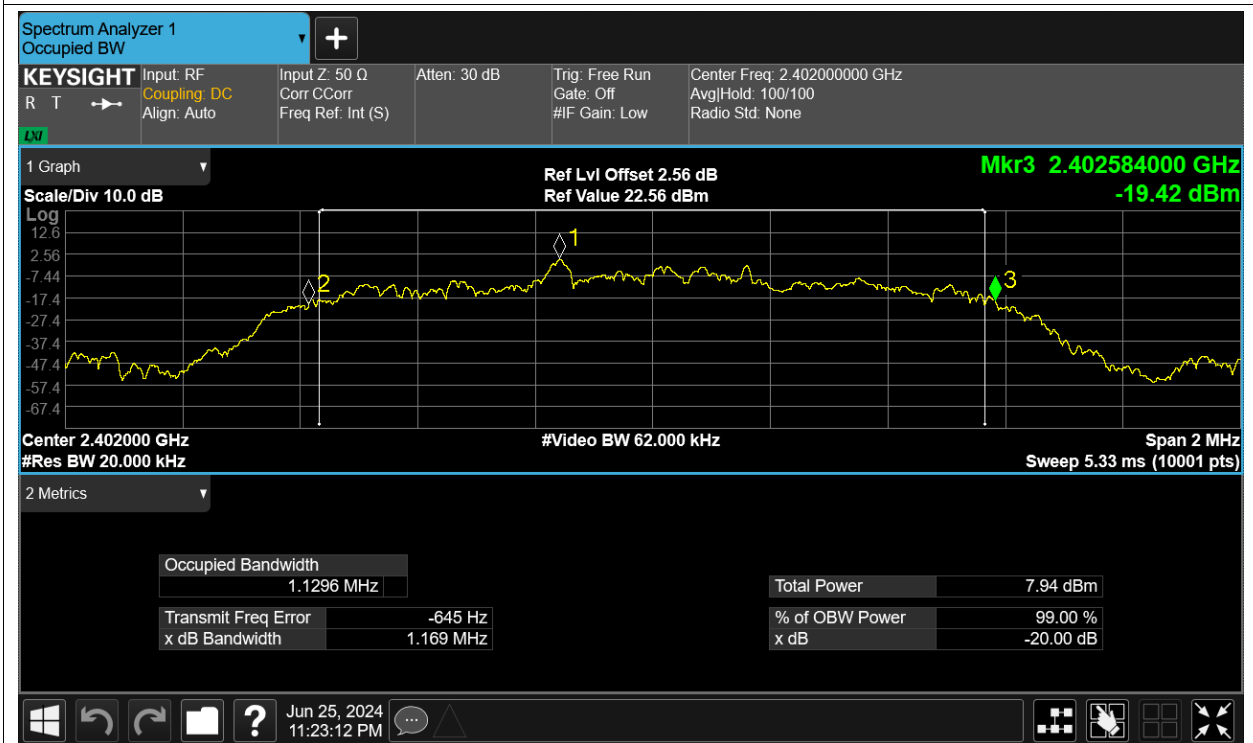 Spectrum Analyzer 1
Occupied BW
+
KEYSIGHT
R T
LXI
Input: RF
Coupling: DC
Align: Auto
Input Z: 50 Ω
Corr CCorr
Freq Ref: Int (S)
Atten: 30 dB
Trig: Free Run
Gate: Off
#IF Gain: Low
Center Freq: 2.402000000 GHz
Avg|Hold: 100/100
Radio Std: None
1 Graph
Scale/Div 10.0 dB
Ref Lvl Offset 2.56 dB
Ref Value 22.56 dBm
Mkr3 2.402584000 GHz
-19.42 dBm
Log
12.6
2.56
-7.44
-17.4
-27.4
-37.4
-47.4
-57.4
-67.4
1
2
3
Center 2.402000 GHz
#Res BW 20.000 kHz
#Video BW 62.000 kHz
Span 2 MHz
Sweep 5.33 ms (10001 pts)
2 Metrics
Occupied Bandwidth
1.1296 MHz
Transmit Freq Error -645 Hz
x dB Bandwidth 1.169 MHz
Total Power 7.94 dBm
% of OBW Power 99.00 %
x dB -20.00 dB
?
Jun 25, 2024
11:23:12 PM